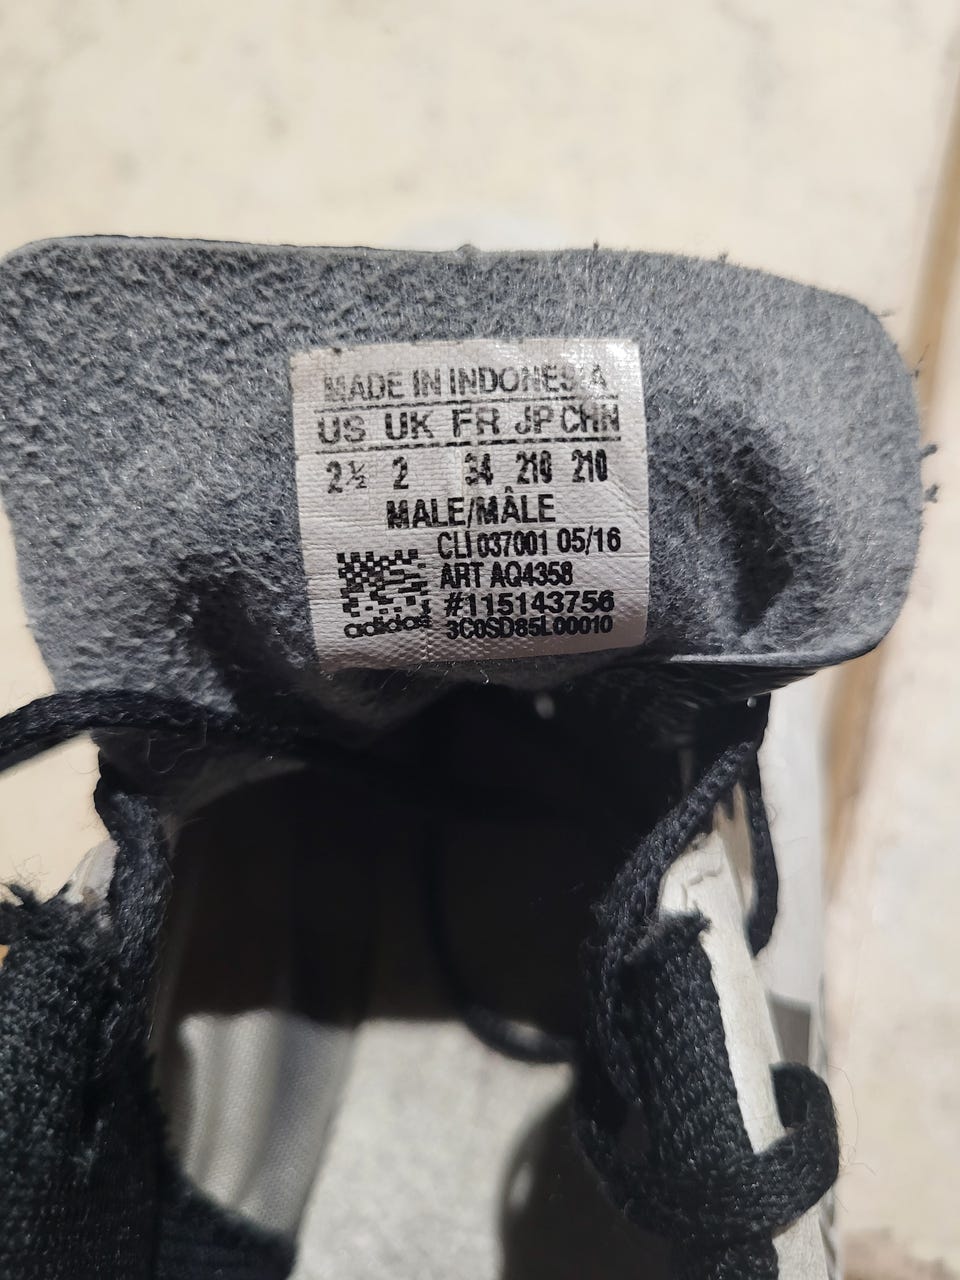 MADE IN INDONESIA
US UK FR JP CHN
2½ 2 34 210 210
MALE/MÂLE
CLI 037001 05/16
ART AQ4358
#115143756
3C0SD85L00010
adidas